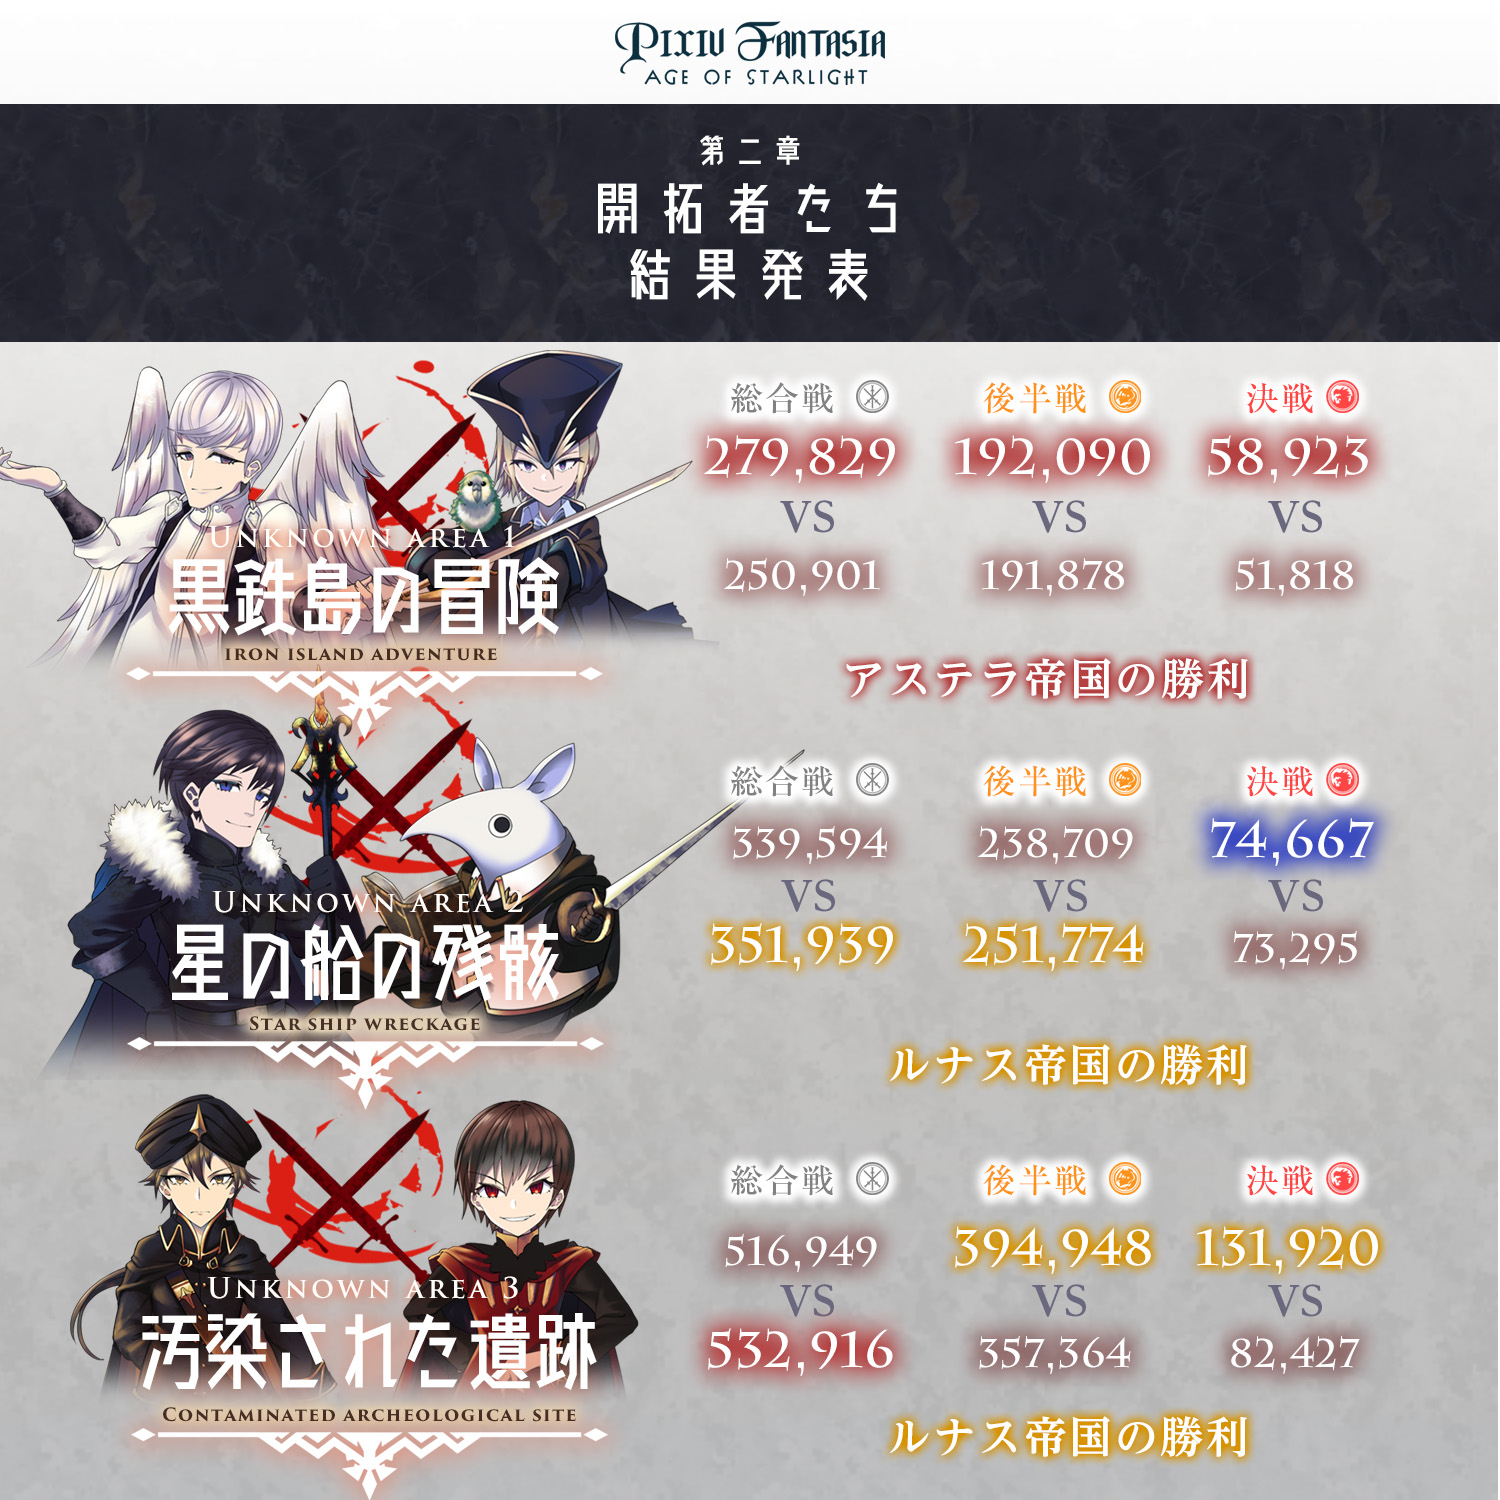 Pixiv Fantasia
AGE OF STARLIGHT
第二章
開拓者たち
結果発表
総合戦 後半戦 決戦
279,829 192,090 58,923
VS VS VS
250,901 191,878 51,818
UNKNOWN AREA 1
黒鉄島の冒険
IRON ISLAND ADVENTURE
アステラ帝国の勝利
総合戦 後半戦 決戦
339,594 238,709 74,667
VS VS VS
351,939 251,774 73,295
UNKNOWN AREA 2
星の船の残骸
STAR SHIP WRECKAGE
ルナス帝国の勝利
総合戦 後半戦 決戦
516,949 394,948 131,920
VS VS VS
532,916 357,364 82,427
UNKNOWN AREA 3
汚染された遺跡
CONTAMINATED ARCHEOLOGICAL SITE
ルナス帝国の勝利